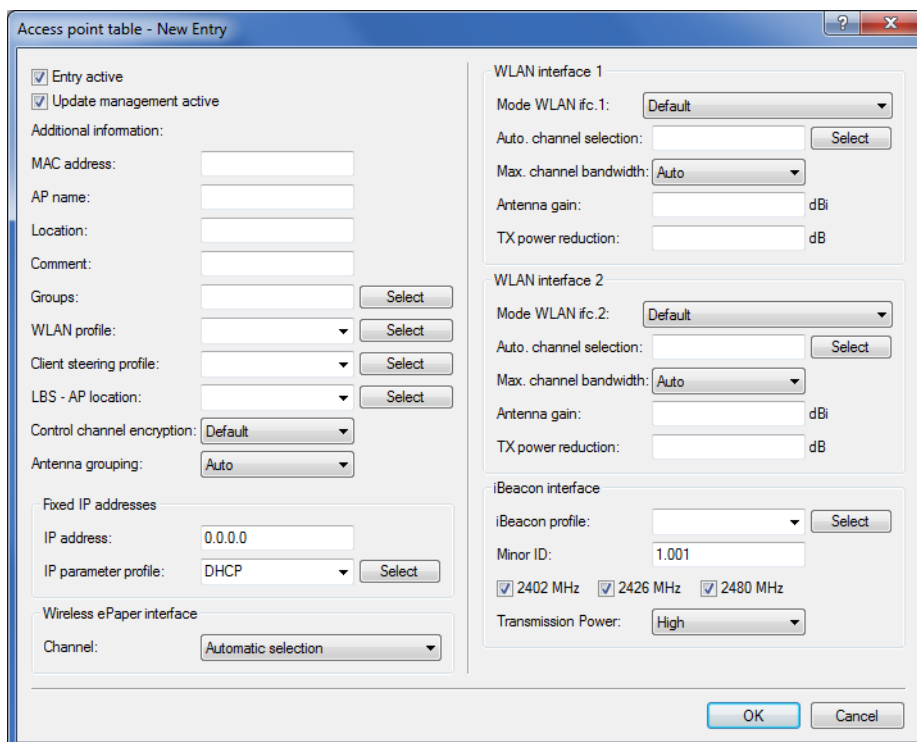 Access point table - New Entry
?
Entry active
Update management active
Additional information:
MAC address:
AP name:
Location:
Comment:
Groups: Select
WLAN profile: Select
Client steering profile: Select
LBS - AP location: Select
Control channel encryption: Default
Antenna grouping: Auto
Fixed IP addresses
IP address: 0.0.0.0
IP parameter profile: DHCP Select
Wireless ePaper interface
Channel: Automatic selection
WLAN interface 1
Mode WLAN ifc.1: Default
Auto. channel selection: Select
Max. channel bandwidth: Auto
Antenna gain: dBi
TX power reduction: dB
WLAN interface 2
Mode WLAN ifc.2: Default
Auto. channel selection: Select
Max. channel bandwidth: Auto
Antenna gain: dBi
TX power reduction: dB
iBeacon interface
iBeacon profile: Select
Minor ID: 1.001
2402 MHz 2426 MHz 2480 MHz
Transmission Power: High
OK Cancel